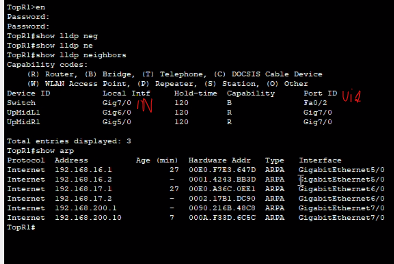 TopR1>en
Password:
Password:
TopR1#show lldp neg
TopR1#show lldp ne
TopR1#show lldp neighbors
Capability codes:
(R) Router, (B) Bridge, (T) Telephone, (C) DOCSIS Cable Device
(W) WLAN Access Point, (P) Repeater, (S) Station, (O) Other
Device ID Local Intf Hold-time Capability Port ID
Switch Gig7/0 IN 120 B Fa0/2
UpMidL1 Gig6/0 120 R Gig7/0
UpMidR1 Gig5/0 120 R Gig7/0
Total entries displayed: 3
TopR1#show arp
Protocol Address Age (min) Hardware Addr Type Interface
Internet 192.168.16.1 27 00E0.F7E3.647D ARPA GigabitEthernet5/0
Internet 192.168.16.2 - 0001.4243.BB3D ARPA GigabitEthernet5/0
Internet 192.168.17.1 27 00E0.A36C.0EE1 ARPA GigabitEthernet6/0
Internet 192.168.17.2 - 0002.17B1.DC90 ARPA GigabitEthernet6/0
Internet 192.168.200.1 - 0090.216B.48C8 ARPA GigabitEthernet7/0
Internet 192.168.200.10 7 000A.F33D.6C5C ARPA GigabitEthernet7/0
TopR1#